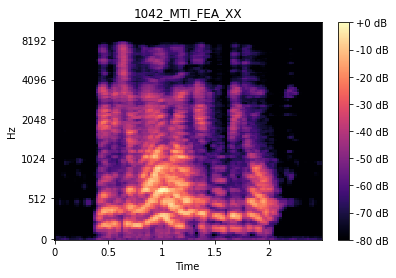 1042_MTI_FEA_XX
8192
4096
2048
1024
512
0
Hz
0
0.5
1
1.5
2
Time
+0 dB
-10 dB
-20 dB
-30 dB
-40 dB
-50 dB
-60 dB
-70 dB
-80 dB